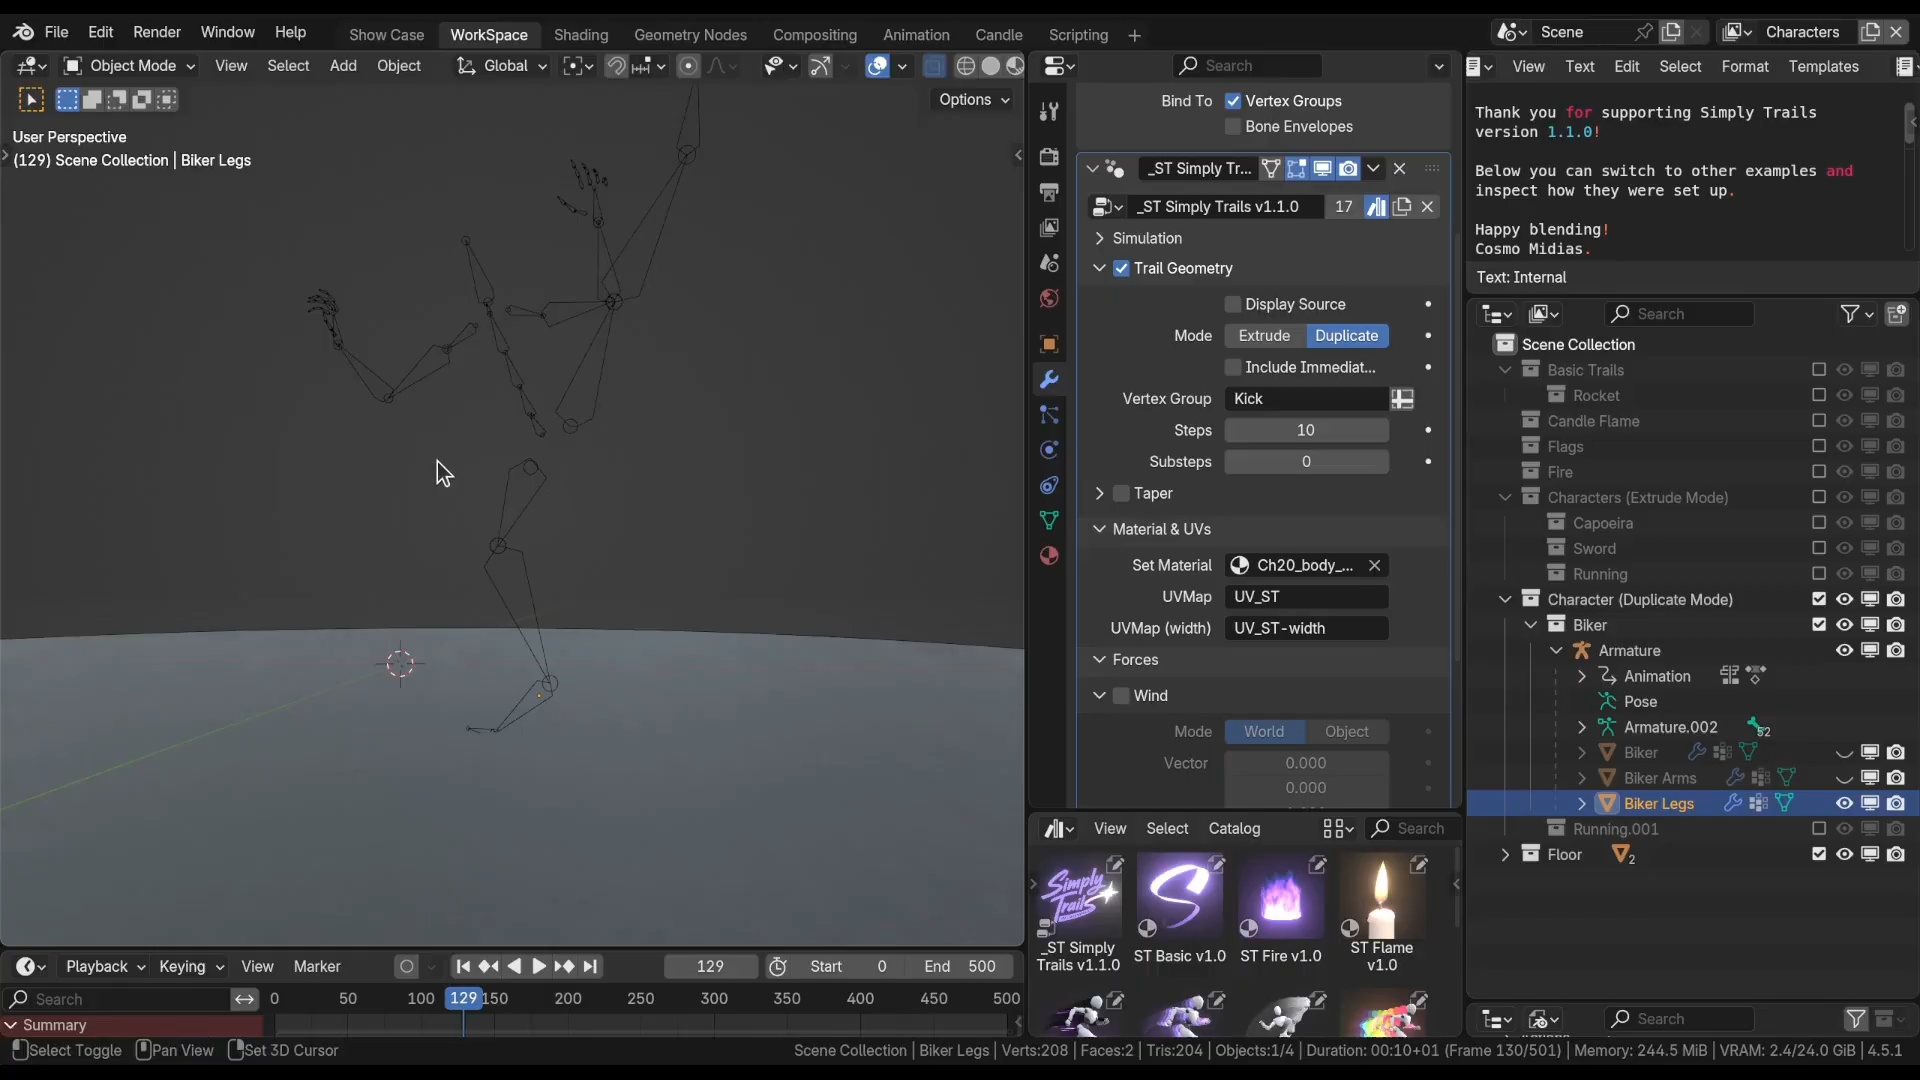 File Edit Render Window Help
Show Case WorkSpace Shading Geometry Nodes Compositing Animation Candle Scripting
Scene
Characters
Object Mode View Select Add Object Global
Options
User Perspective
(129) Scene Collection | Biker Legs
Search
Bind To Vertex Groups
Bone Envelopes
_ST Simply Tr...
_ST Simply Trails v1.1.0 17
Simulation
Trail Geometry
Display Source
Mode Extrude Duplicate
Include Immediat...
Vertex Group Kick
Steps 10
Substeps 0
Taper
Material & UVs
Set Material Ch20_body_...
UVMap UV_ST
UVMap (width) UV_ST-width
Forces
Wind
Mode World Object
Vector 0.000
0.000
View Select Catalog Search
Simply Trails
_ST Simply Trails v1.1.0
ST Basic v1.0
ST Fire v1.0
ST Flame v1.0
View Text Edit Select Format Templates
Thank you for supporting Simply Trails
version 1.1.0!
Below you can switch to other examples and
inspect how they were set up.
Happy blending!
Cosmo Midias.
Text: Internal
Search
Scene Collection
Basic Trails
Rocket
Candle Flame
Flags
Fire
Characters (Extrude Mode)
Capoeira
Sword
Running
Character (Duplicate Mode)
Biker
Armature
Animation
Pose
Armature.002 52
Biker
Biker Arms
Biker Legs
Running.001
Floor 2
Search
Playback Keying View Marker 129 Start 0 End 500
Search 0 50 100 129 150 200 250 300 350 400 450 500
Summary
Select Toggle Pan View Set 3D Cursor
Scene Collection | Biker Legs | Verts:208 | Faces:2 | Tris:204 | Objects:1/4 | Duration: 00:10+01 (Frame 130/501) | Memory: 244.5 MiB | VRAM: 2.4/24.0 GiB | 4.5.1